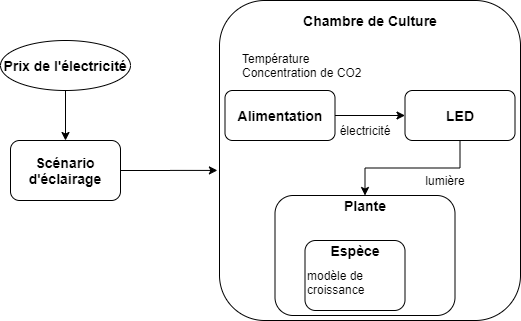 Chambre de Culture
Température
Concentration de CO2
Prix de l'électricité
Alimentation
électricité
LED
Scénario
d'éclairage
lumière
Plante
Espèce
modèle de
croissance